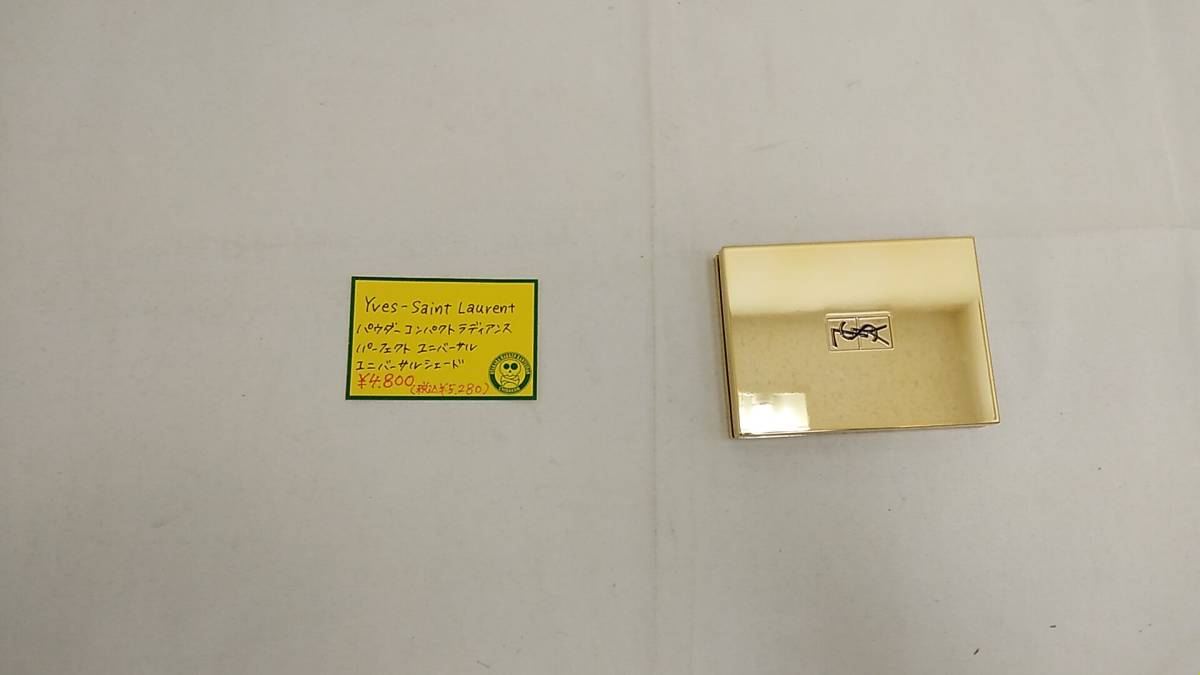 Yves-Saint Laurent
パウダーコンパクトラディアンス
パーフェクト ユニバーサル
ユニバーサルシェード
¥4.800
(税込¥5,280)
YSL